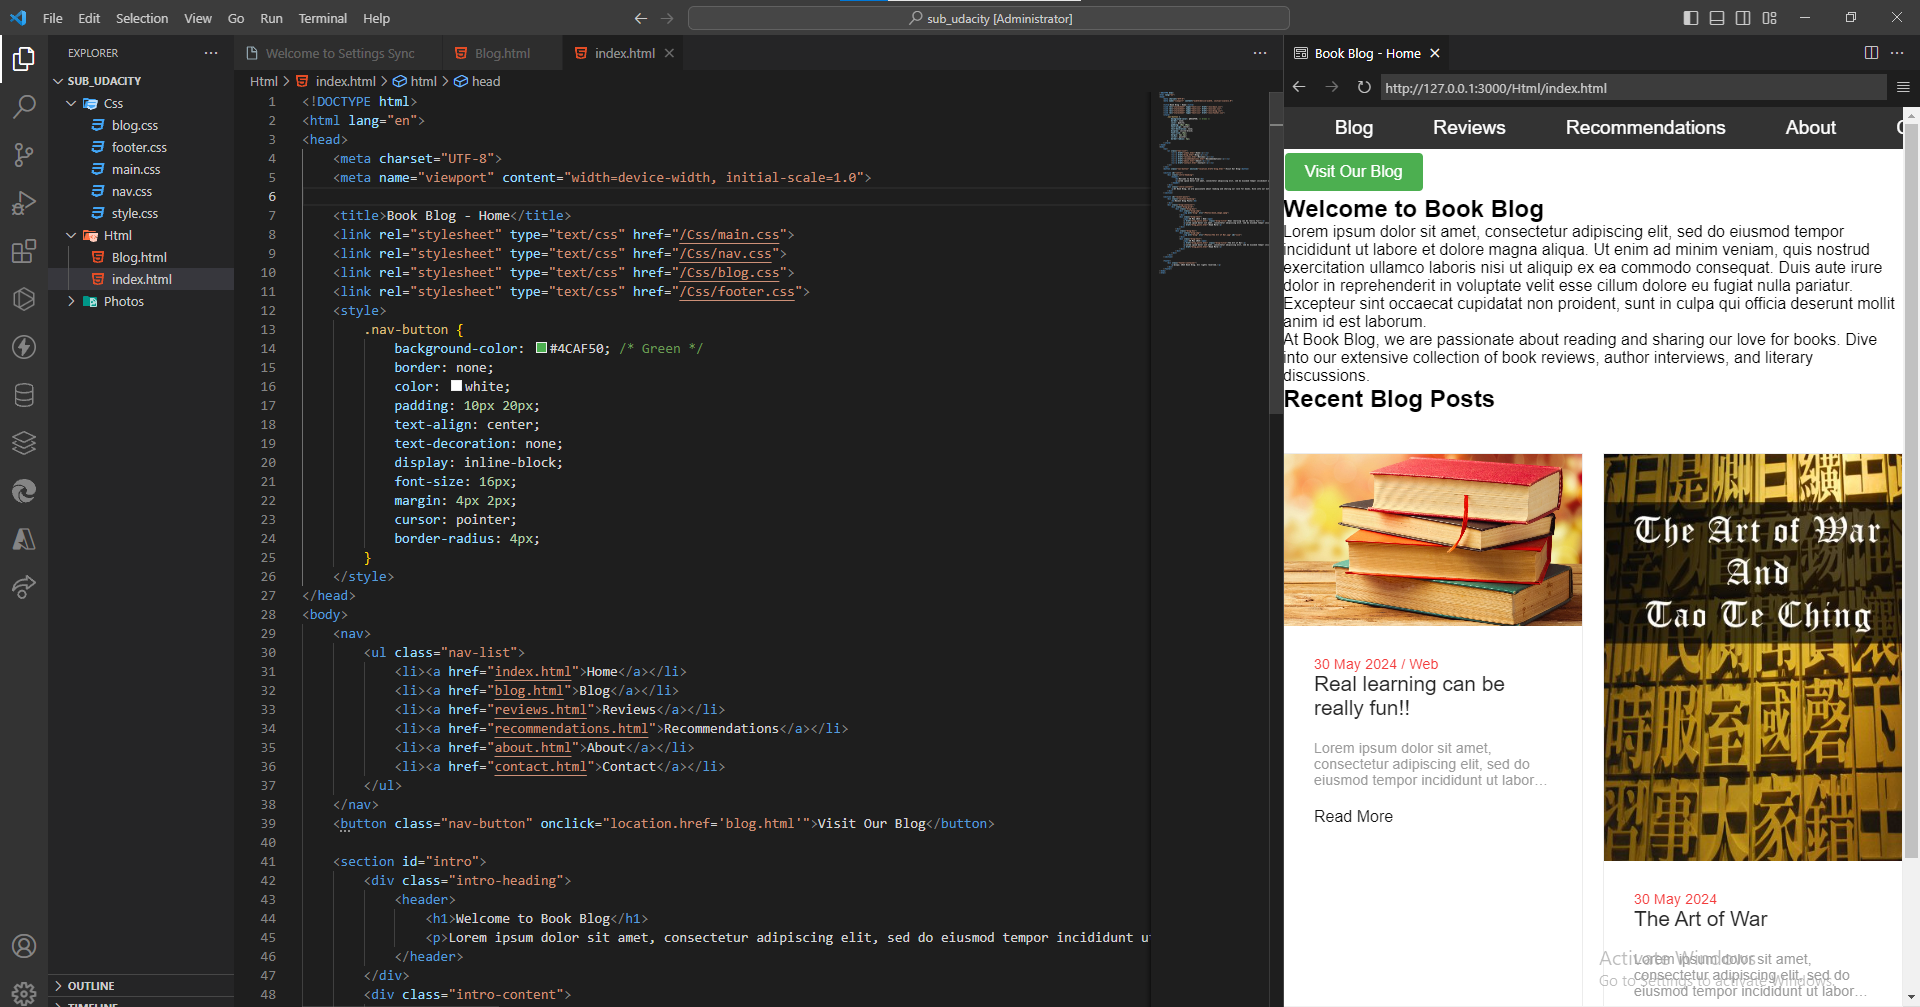 File Edit Selection View Go Run Terminal Help
sub_udacity [Administrator]
EXPLORER
SUB_UDACITY
Css
blog.css
footer.css
main.css
nav.css
style.css
Html
Blog.html
index.html
Photos
OUTLINE
TIMELINE
Welcome to Settings Sync Blog.html index.html
Html > index.html > html > head
1 <!DOCTYPE html>
2 <html lang="en">
3 <head>
4 <meta charset="UTF-8">
5 <meta name="viewport" content="width=device-width, initial-scale=1.0">
6
7 <title>Book Blog - Home</title>
8 <link rel="stylesheet" type="text/css" href="/Css/main.css">
9 <link rel="stylesheet" type="text/css" href="/Css/nav.css">
10 <link rel="stylesheet" type="text/css" href="/Css/blog.css">
11 <link rel="stylesheet" type="text/css" href="/Css/footer.css">
12 <style>
13 .nav-button {
14 background-color: #4CAF50; /* Green */
15 border: none;
16 color: white;
17 padding: 10px 20px;
18 text-align: center;
19 text-decoration: none;
20 display: inline-block;
21 font-size: 16px;
22 margin: 4px 2px;
23 cursor: pointer;
24 border-radius: 4px;
25 }
26 </style>
27 </head>
28 <body>
29 <nav>
30 <ul class="nav-list">
31 <li><a href="index.html">Home</a></li>
32 <li><a href="blog.html">Blog</a></li>
33 <li><a href="reviews.html">Reviews</a></li>
34 <li><a href="recommendations.html">Recommendations</a></li>
35 <li><a href="about.html">About</a></li>
36 <li><a href="contact.html">Contact</a></li>
37 </ul>
38 </nav>
39 <button class="nav-button" onclick="location.href='blog.html'">Visit Our Blog</button>
40
41 <section id="intro">
42 <div class="intro-heading">
43 <header>
44 <h1>Welcome to Book Blog</h1>
45 <p>Lorem ipsum dolor sit amet, consectetur adipiscing elit, sed do eiusmod tempor incididunt u
46 </header>
47 </div>
48 <div class="intro-content">
Book Blog - Home
http://127.0.0.1:3000/Html/index.html
Blog Reviews Recommendations About
Visit Our Blog
Welcome to Book Blog
Lorem ipsum dolor sit amet, consectetur adipiscing elit, sed do eiusmod tempor
incididunt ut labore et dolore magna aliqua. Ut enim ad minim veniam, quis nostrud
exercitation ullamco laboris nisi ut aliquip ex ea commodo consequat. Duis aute irure
dolor in reprehenderit in voluptate velit esse cillum dolore eu fugiat nulla pariatur.
Excepteur sint occaecat cupidatat non proident, sunt in culpa qui officia deserunt mollit
anim id est laborum.
At Book Blog, we are passionate about reading and sharing our love for books. Dive
into our extensive collection of book reviews, author interviews, and literary
discussions.
Recent Blog Posts
30 May 2024 / Web
Real learning can be
really fun!!
Lorem ipsum dolor sit amet,
consectetur adipiscing elit, sed do
eiusmod tempor incididunt ut labor…
Read More
The Art of War
And
Tao Te Ching
30 May 2024
The Art of War
Lorem ipsum dolor sit amet,
consectetur adipiscing elit, sed do
eiusmod tempor incididunt ut labor…
Activate Windows
Go to Settings to activate Windows.